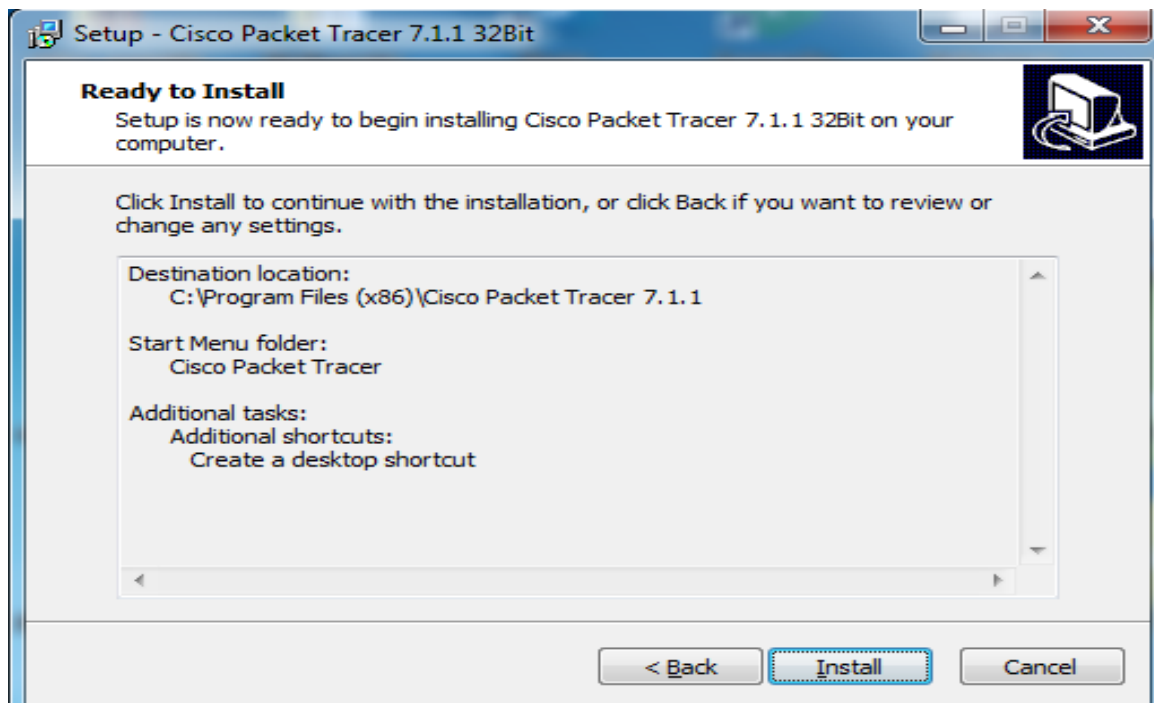 Setup - Cisco Packet Tracer 7.1.1 32Bit
Ready to Install
Setup is now ready to begin installing Cisco Packet Tracer 7.1.1 32Bit on your
computer.
Click Install to continue with the installation, or click Back if you want to review or
change any settings.
Destination location:
C:\Program Files (x86)\Cisco Packet Tracer 7.1.1
Start Menu folder:
Cisco Packet Tracer
Additional tasks:
Additional shortcuts:
Create a desktop shortcut
< Back
Install
Cancel